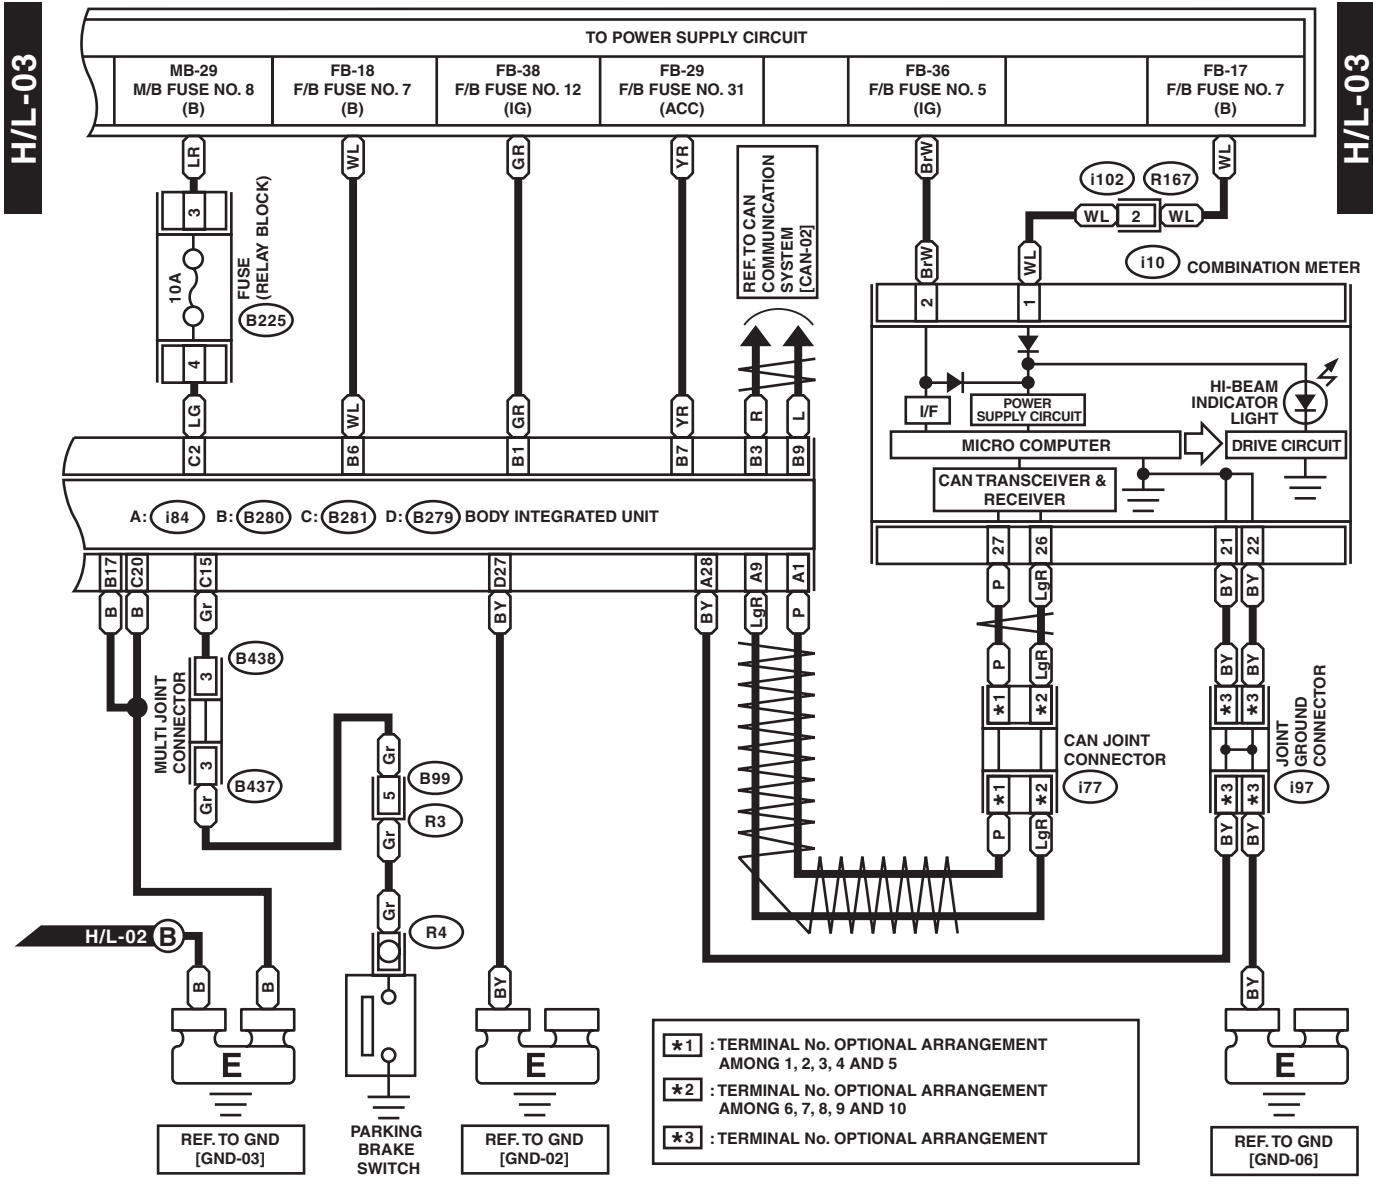 H/L-03
H/L-03
TO POWER SUPPLY CIRCUIT
MB-29
M/B FUSE NO. 8
(B)
FB-18
F/B FUSE NO. 7
(B)
FB-38
F/B FUSE NO. 12
(IG)
FB-29
F/B FUSE NO. 31
(ACC)
FB-36
F/B FUSE NO. 5
(IG)
FB-17
F/B FUSE NO. 7
(B)
LR
WL
GR
YR
BrW
WL
REF. TO CAN
COMMUNICATION
SYSTEM
[CAN-02]
i102
R167
WL
2
WL
3
10A
4
FUSE
(RELAY BLOCK)
B225
BrW
WL
i10
COMBINATION METER
2
1
LG
WL
GR
YR
R
L
C2
B6
B1
B7
B3
B9
I/F
POWER
SUPPLY CIRCUIT
HI-BEAM
INDICATOR
LIGHT
MICRO COMPUTER
DRIVE CIRCUIT
CAN TRANSCEIVER &
RECEIVER
A: i84 B: B280 C: B281 D: B279 BODY INTEGRATED UNIT
27
26
21
22
B17
C20
C15
D27
A28
A9
A1
P
LgR
BY
BY
B
B
Gr
BY
BY
LgR
P
B438
3
MULTI JOINT
CONNECTOR
3
B437
Gr
P
LgR
BY
BY
*1
*2
*3
*3
CAN JOINT
CONNECTOR
i77
JOINT
GROUND
CONNECTOR
i97
*1
*2
*3
*3
P
LgR
BY
BY
Gr
B99
5
R3
Gr
Gr
R4
H/L-02 B
B
B
BY
BY
E
E
E
REF. TO GND
[GND-03]
PARKING
BRAKE
SWITCH
REF. TO GND
[GND-02]
*1 : TERMINAL No. OPTIONAL ARRANGEMENT
AMONG 1, 2, 3, 4 AND 5
*2 : TERMINAL No. OPTIONAL ARRANGEMENT
AMONG 6, 7, 8, 9 AND 10
*3 : TERMINAL No. OPTIONAL ARRANGEMENT
REF. TO GND
[GND-06]